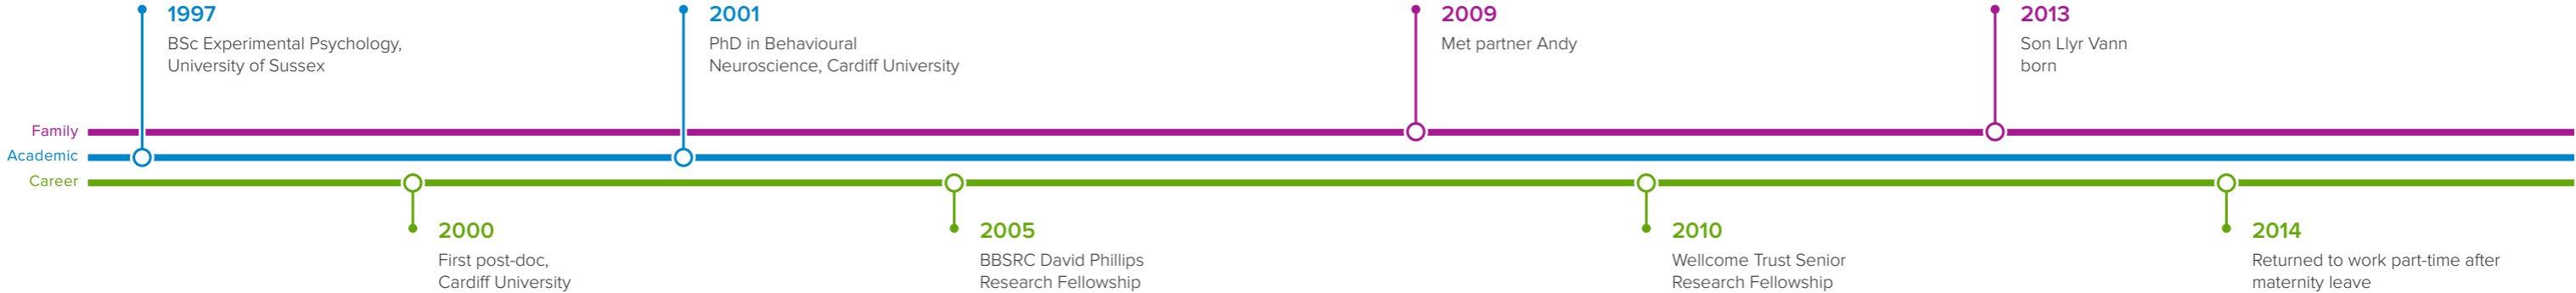 1997
BSc Experimental Psychology,
University of Sussex
2001
PhD in Behavioural
Neuroscience, Cardiff University
2009
Met partner Andy
2013
Son Llyr Vann
born
Family
Academic
Career
2000
First post-doc,
Cardiff University
2005
BBSRC David Phillips
Research Fellowship
2010
Wellcome Trust Senior
Research Fellowship
2014
Returned to work part-time after
maternity leave